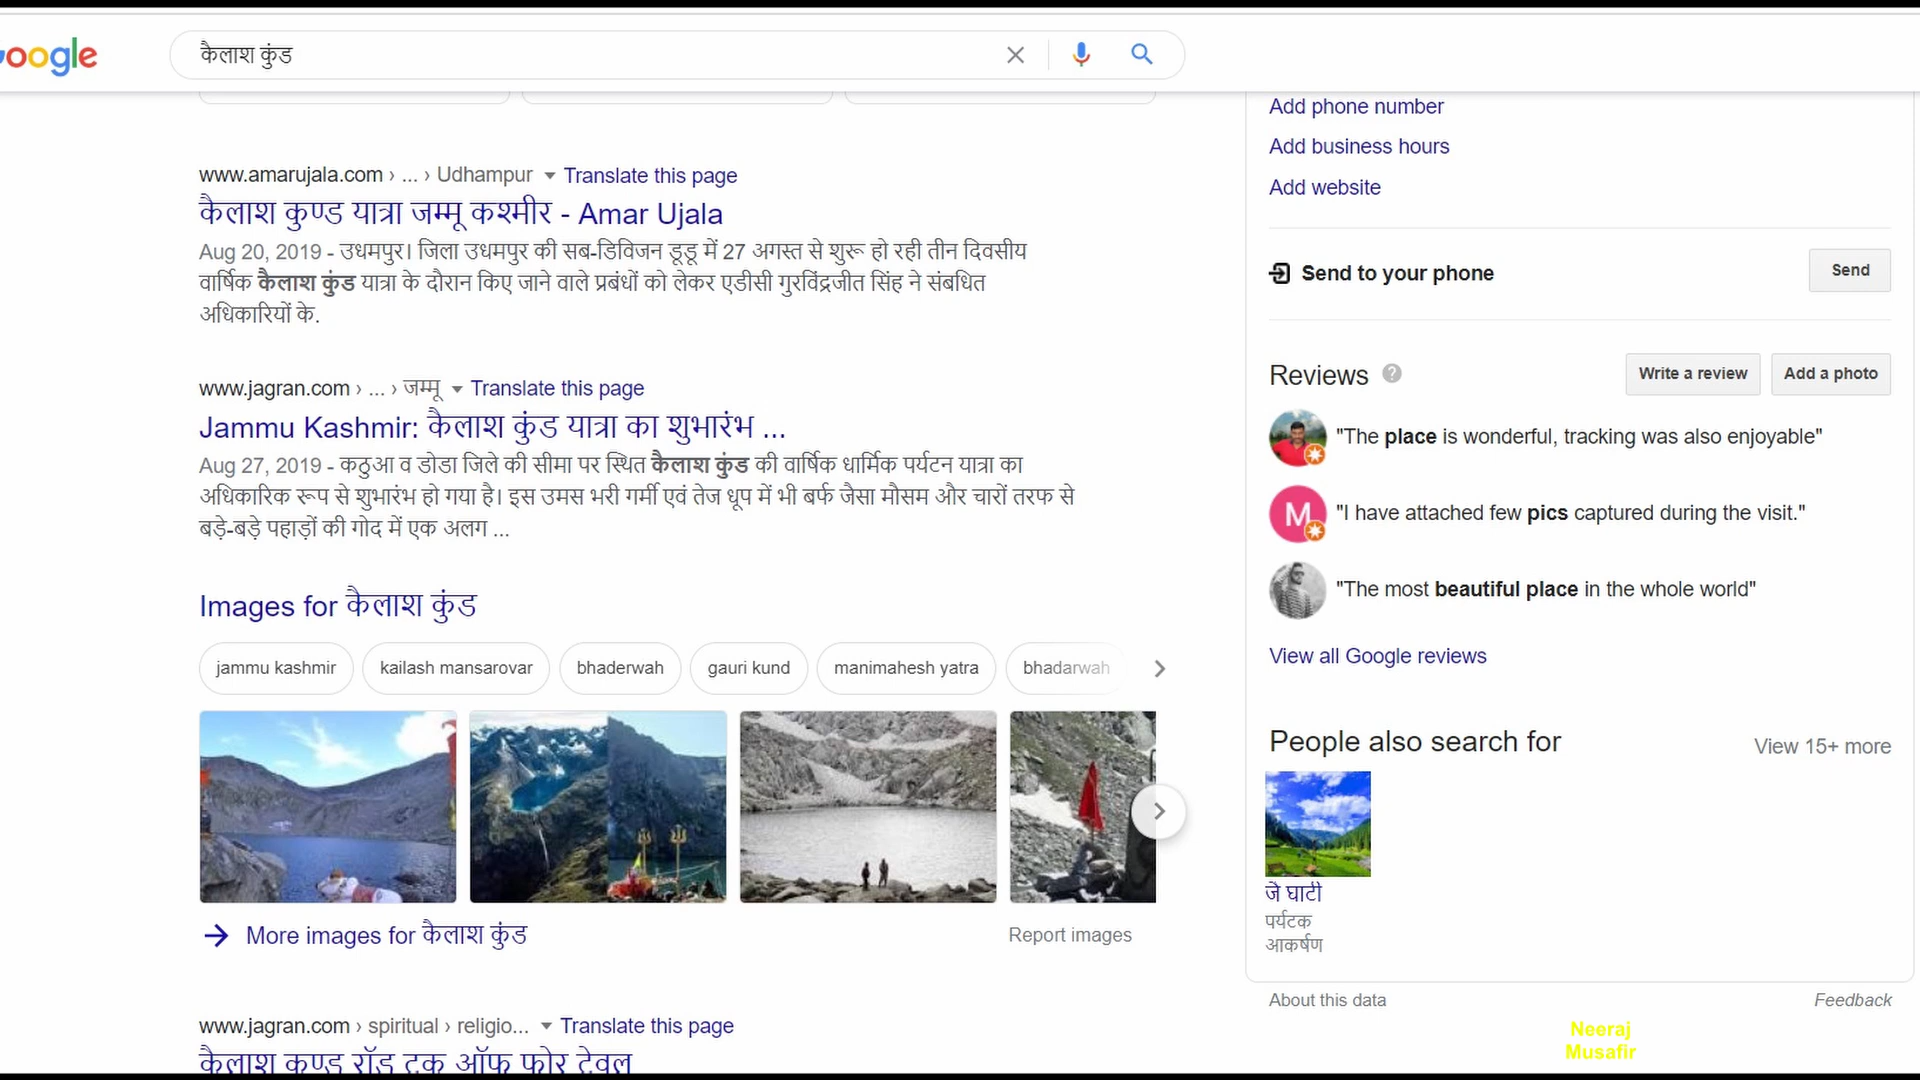 oogle
कैलाश कुंड
www.amarujala.com › ... › Udhampur Translate this page
कैलाश कुण्ड यात्रा जम्मू कश्मीर - Amar Ujala
Aug 20, 2019 - उधमपुर। जिला उधमपुर की सब-डिविजन डूडू में 27 अगस्त से शुरू हो रही तीन दिवसीय
वार्षिक कैलाश कुंड यात्रा के दौरान किए जाने वाले प्रबंधों को लेकर एडीसी गुरविंद्रजीत सिंह ने संबधित
अधिकारियों के.
www.jagran.com › ... › जम्मू Translate this page
Jammu Kashmir: कैलाश कुंड यात्रा का शुभारंभ ...
Aug 27, 2019 - कठुआ व डोडा जिले की सीमा पर स्थित कैलाश कुंड की वार्षिक धार्मिक पर्यटन यात्रा का
अधिकारिक रूप से शुभारंभ हो गया है। इस उमस भरी गर्मी एवं तेज धूप में भी बर्फ जैसा मौसम और चारों तरफ से
बड़े-बड़े पहाड़ों की गोद में एक अलग ...
Images for कैलाश कुंड
jammu kashmir kailash mansarovar bhaderwah gauri kund manimahesh yatra bhadarwah
More images for कैलाश कुंड Report images
www.jagran.com › spiritual › religio... Translate this page
कैलाश कुण्ड रॉड टक ऑफ फोर टेवल
Add phone number
Add business hours
Add website
Send to your phone Send
Reviews ? Write a review Add a photo
"The place is wonderful, tracking was also enjoyable"
M "I have attached few pics captured during the visit."
"The most beautiful place in the whole world"
View all Google reviews
People also search for View 15+ more
जै घाटी
पर्यटक
आकर्षण
About this data Feedback
Neeraj
Musafir